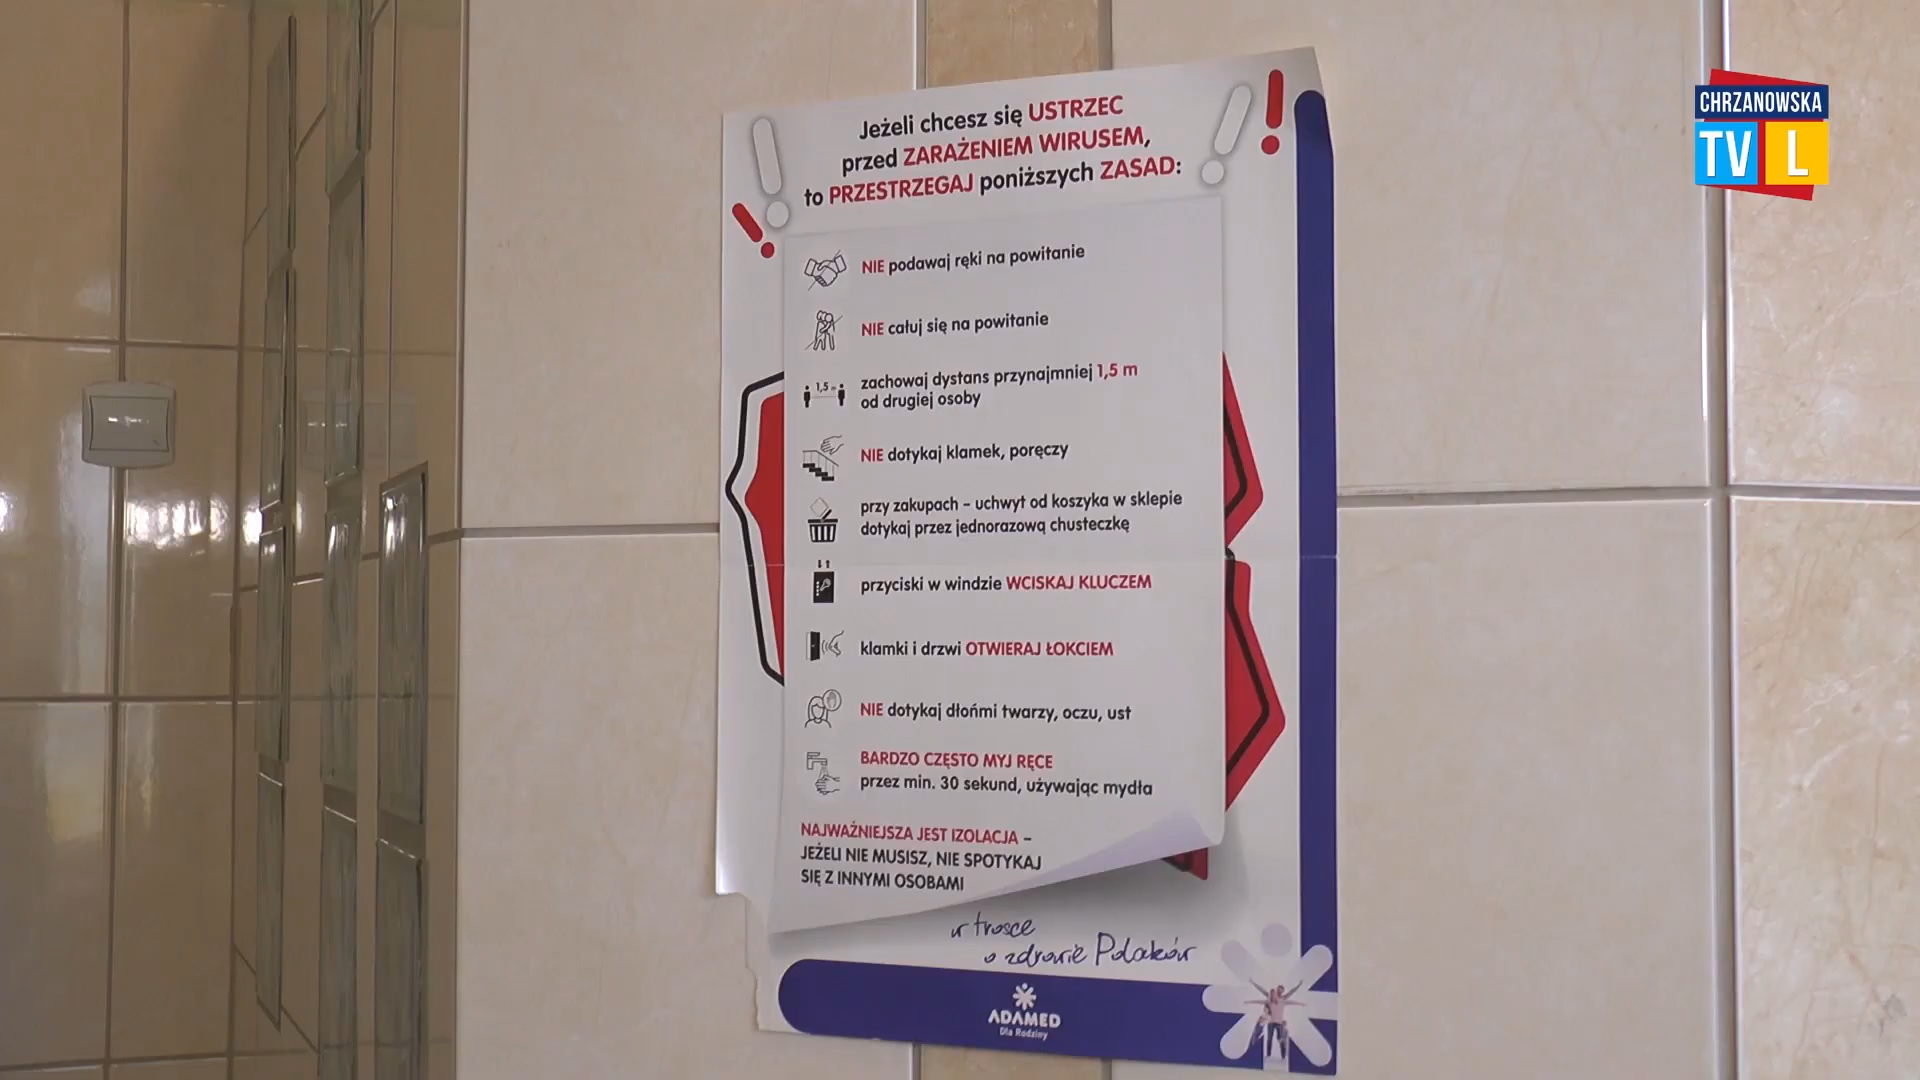 CHRZANOWSKA
TV L
Jeżeli chcesz się USTRZEC
przed ZARAŻENIEM WIRUSEM,
to PRZESTRZEGAJ poniższych ZASAD:
NIE podawaj ręki na powitanie
NIE całuj się na powitanie
1,5 m
zachowaj dystans przynajmniej 1,5 m
od drugiej osoby
NIE dotykaj klamek, poręczy
przy zakupach – uchwyt od koszyka w sklepie
dotykaj przez jednorazową chusteczkę
przyciski w windzie WCISKAJ KLUCZEM
klamki i drzwi OTWIERAJ ŁOKCIEM
NIE dotykaj dłońmi twarzy, oczu, ust
BARDZO CZĘSTO MYJ RĘCE
przez min. 30 sekund, używając mydła
NAJWAŻNIEJSZA JEST IZOLACJA –
JEŻELI NIE MUSISZ, NIE SPOTYKAJ
SIĘ Z INNYMI OSOBAMI
w trosce
o zdrowie Polaków
ADAMED
Dla Rodziny